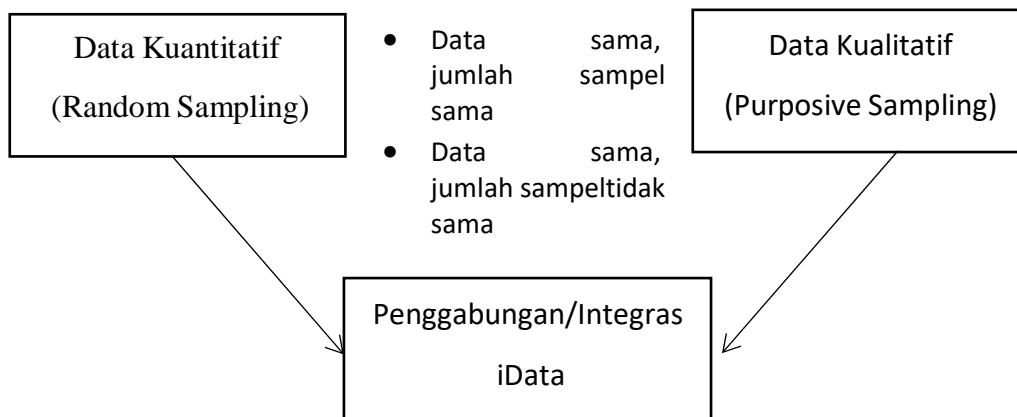 Data Kuantitatif
(Random Sampling)
● Data sama,
jumlah sampel
sama
● Data sama,
jumlah sampeltidak
sama
Data Kualitatif
(Purposive Sampling)
Penggabungan/Integras
iData